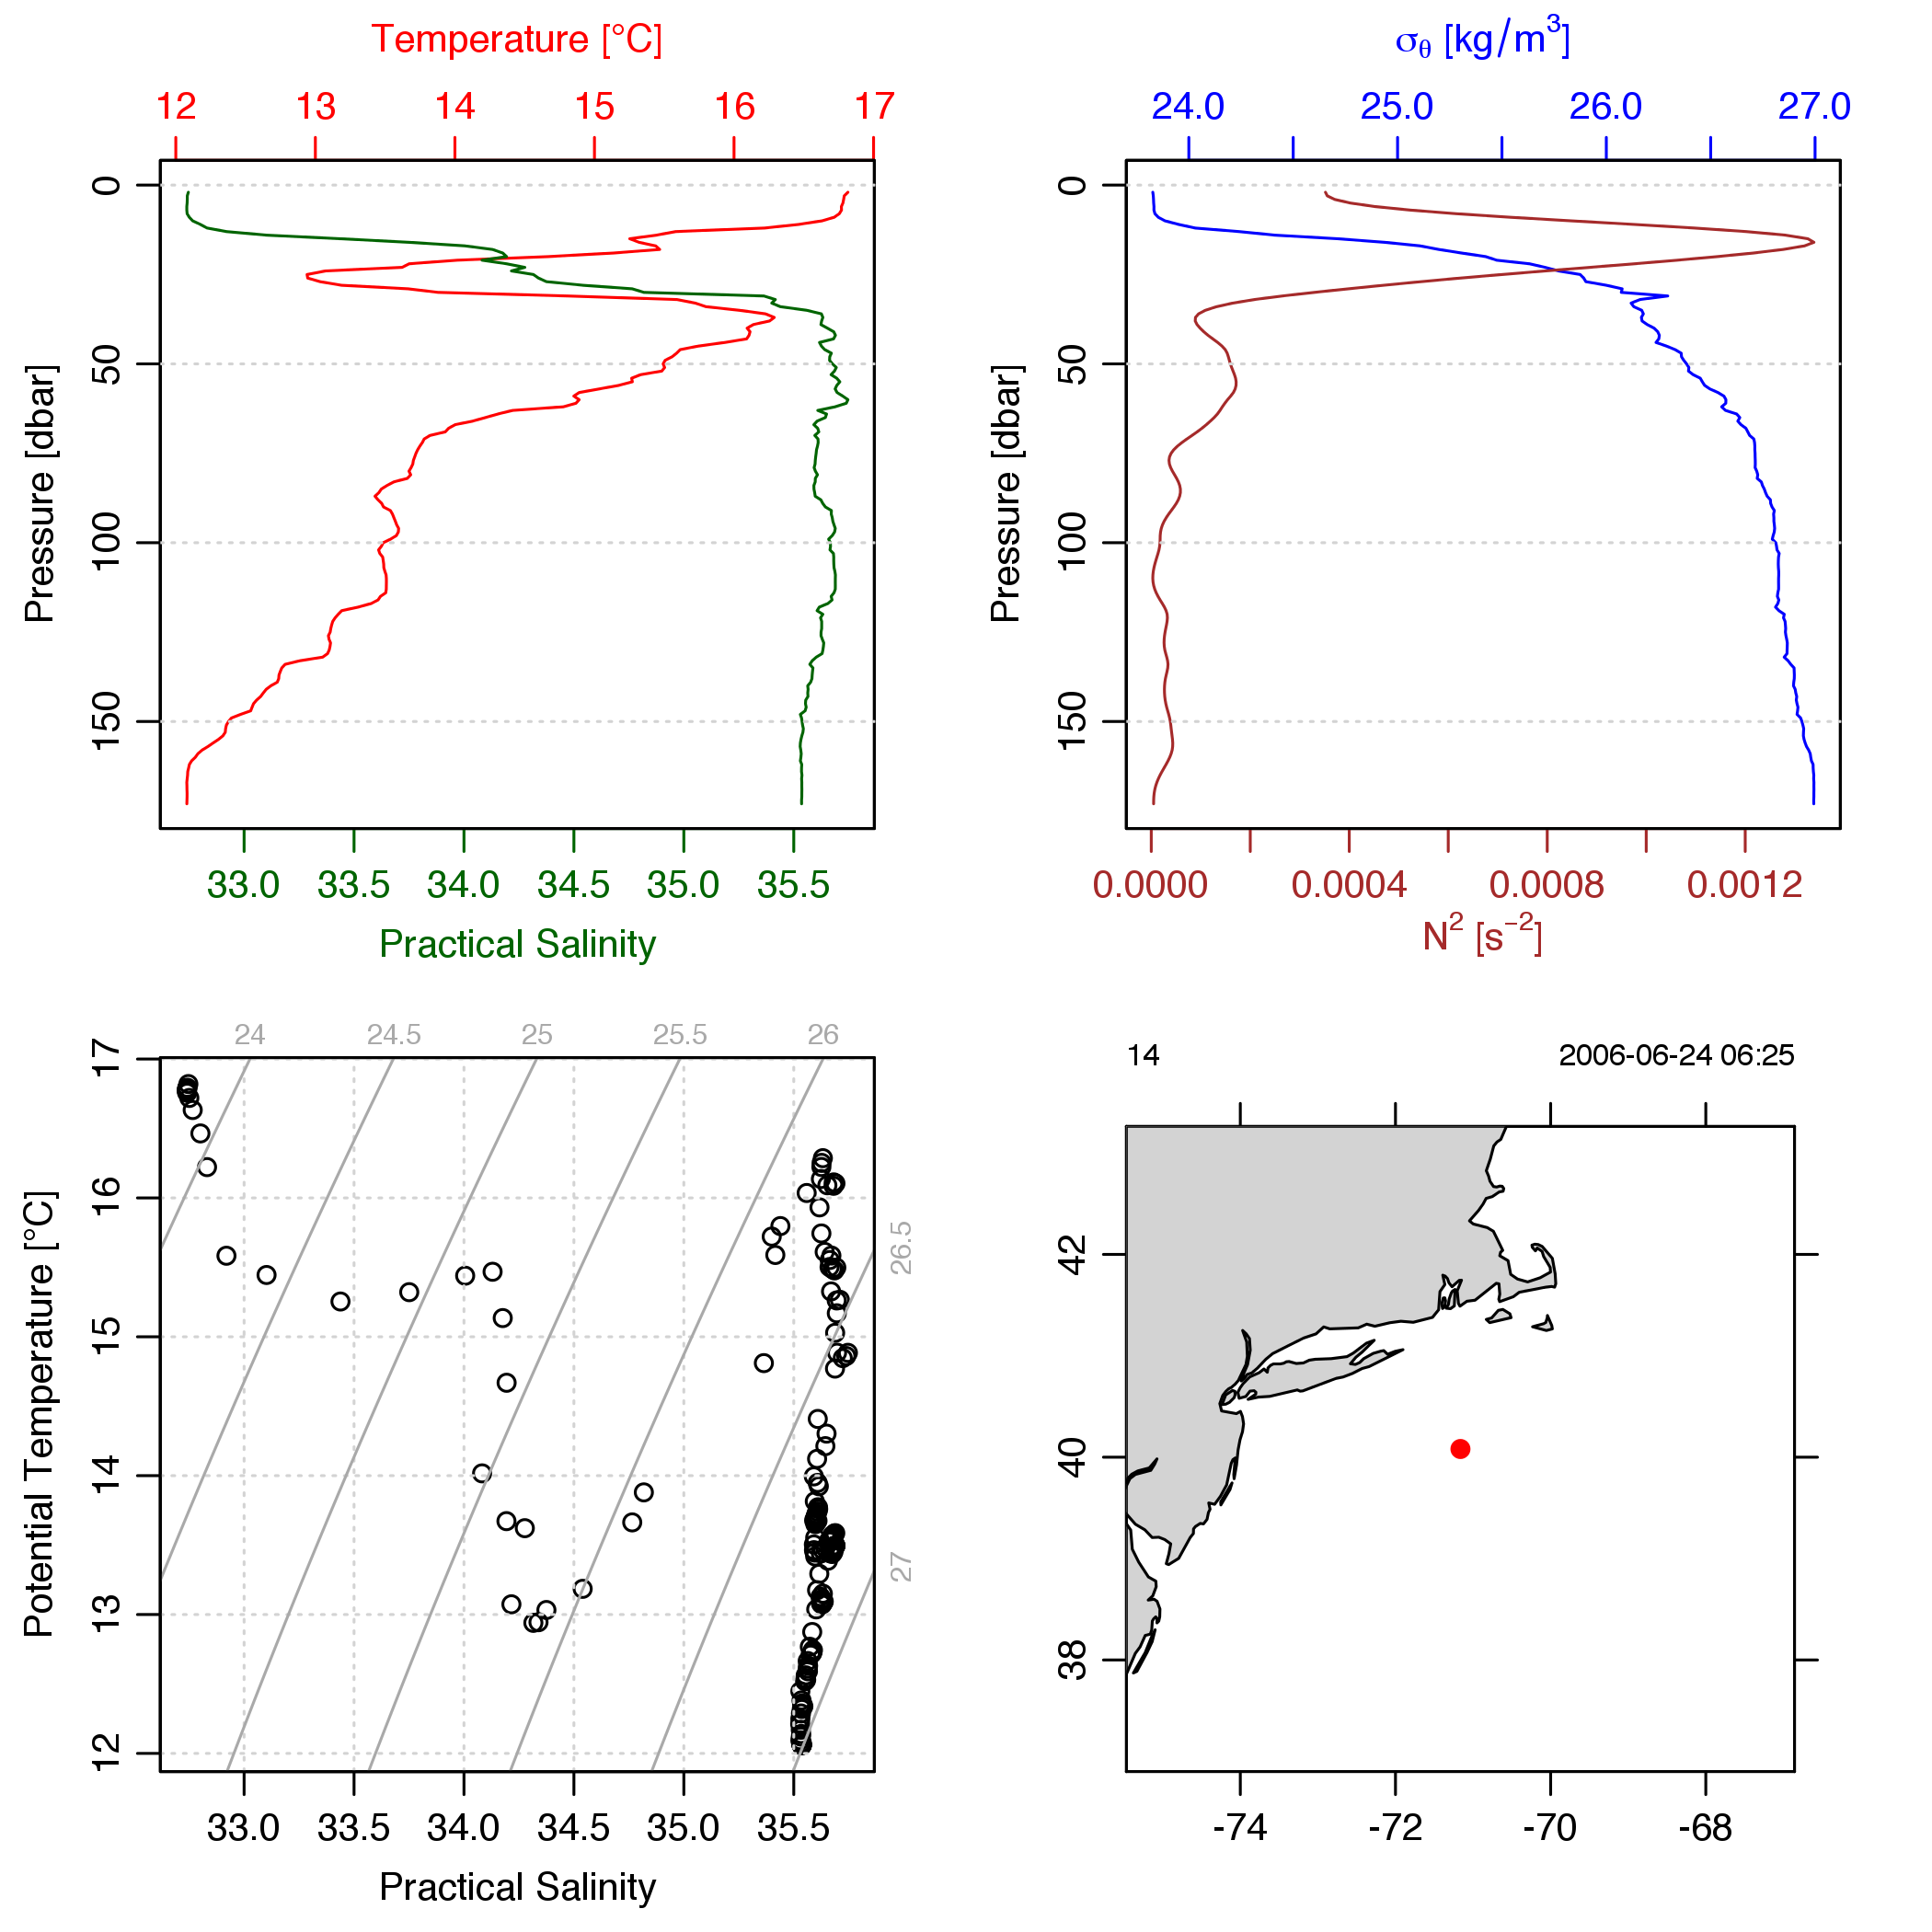 Temperature [°C]
12 13 14 15 16 17
Pressure [dbar]
0
50
100
150
33.0 33.5 34.0 34.5 35.0 35.5
Practical Salinity
σθ [kg/m³]
24.0 25.0 26.0 27.0
Pressure [dbar]
0
50
100
150
0.0000 0.0004 0.0008 0.0012
N² [s⁻²]
24 24.5 25 25.5 26
26.5
27
Potential Temperature [°C]
17
16
15
14
13
12
33.0 33.5 34.0 34.5 35.0 35.5
Practical Salinity
14 2006-06-24 06:25
42
40
38
-74 -72 -70 -68